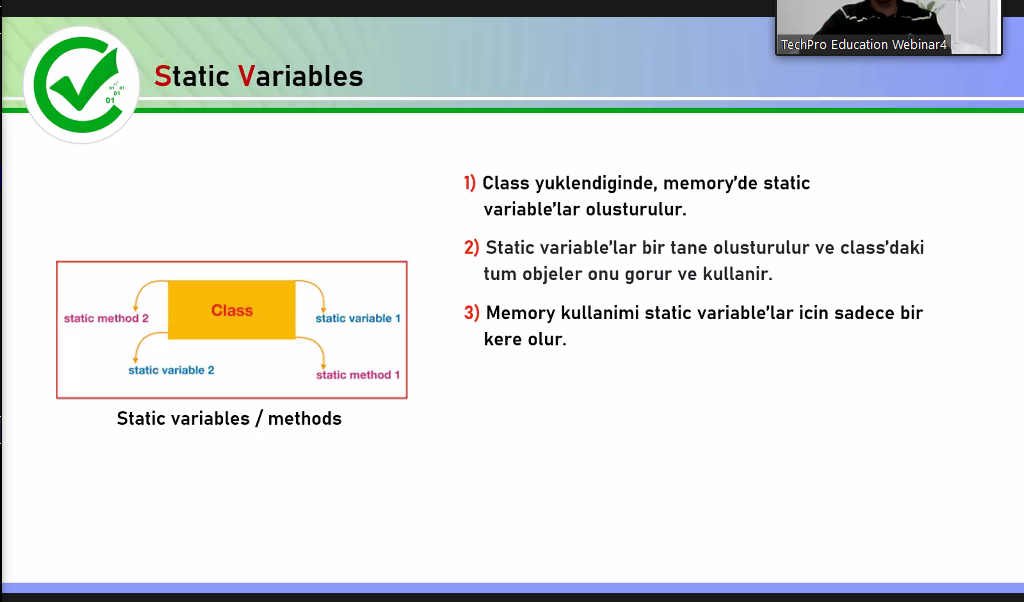 TechPro Education Webinar4
Static Variables
1) Class yuklendiginde, memory’de static
variable’lar olusturulur.
2) Static variable’lar bir tane olusturulur ve class’daki
tum objeler onu gorur ve kullanir.
3) Memory kullanimi static variable’lar icin sadece bir
kere olur.
Class
static method 2
static variable 1
static variable 2
static method 1
Static variables / methods
01
01
01